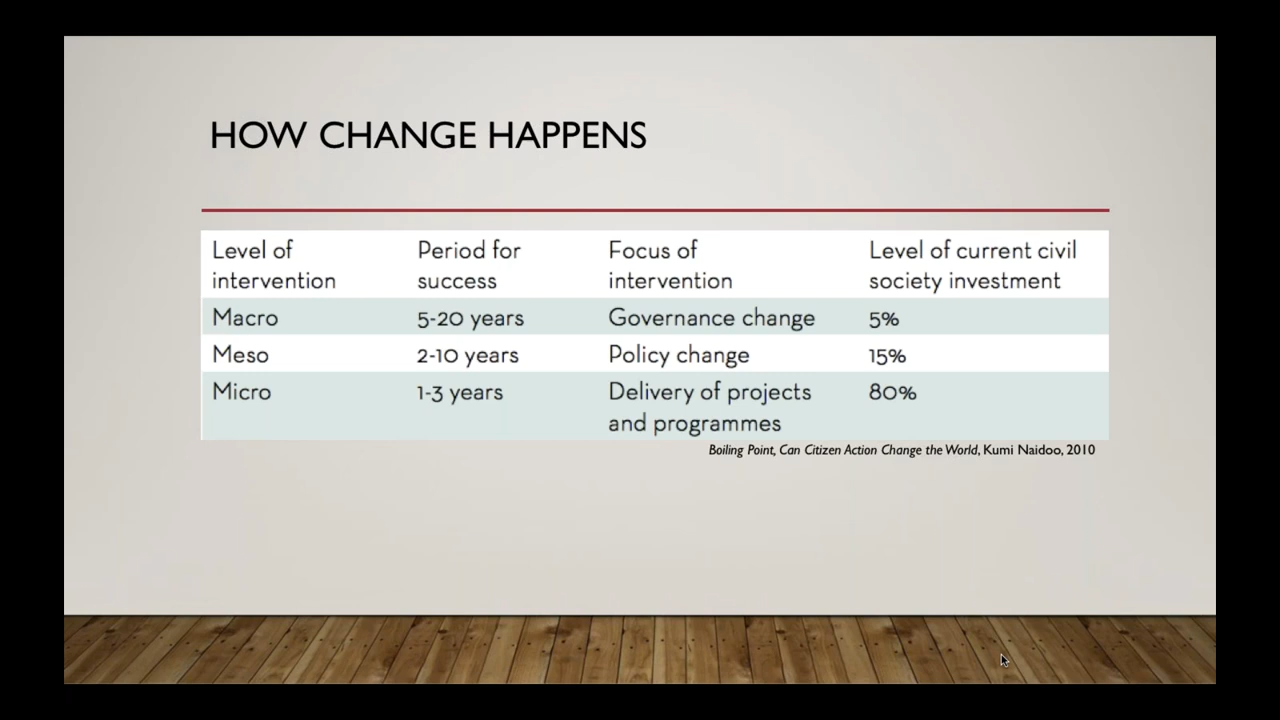 HOW CHANGE HAPPENS
Level of intervention Period for success Focus of intervention Level of current civil society investment
Macro 5-20 years Governance change 5%
Meso 2-10 years Policy change 15%
Micro 1-3 years Delivery of projects and programmes 80%
Boiling Point, Can Citizen Action Change the World, Kumi Naidoo, 2010